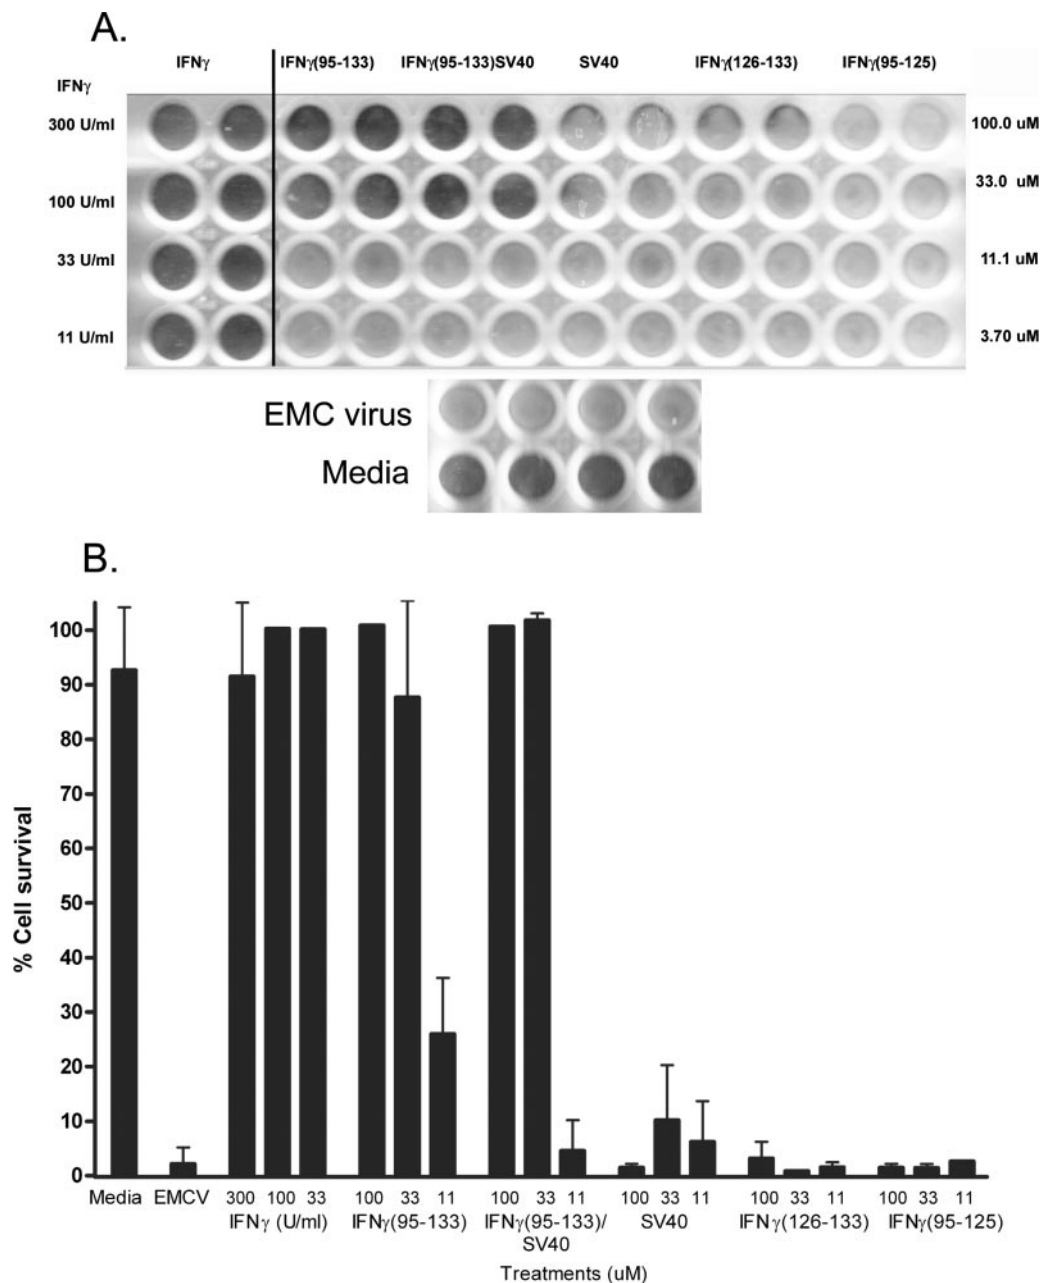 A.
IFNγ IFNγ(95-133) IFNγ(95-133)SV40 SV40 IFNγ(126-133) IFNγ(95-125)
IFNγ
300 U/ml 100.0 uM
100 U/ml 33.0 uM
33 U/ml 11.1 uM
11 U/ml 3.70 uM
EMC virus
Media
B.
% Cell survival
100
90
80
70
60
50
40
30
20
10
0
Media EMCV 300 100 33 100 33 11 100 33 11 100 33 11 100 33 11 100 33 11
IFNγ (U/ml) IFNγ(95-133) IFNγ(95-133)/ SV40 IFNγ(126-133) IFNγ(95-125)
SV40
Treatments (uM)